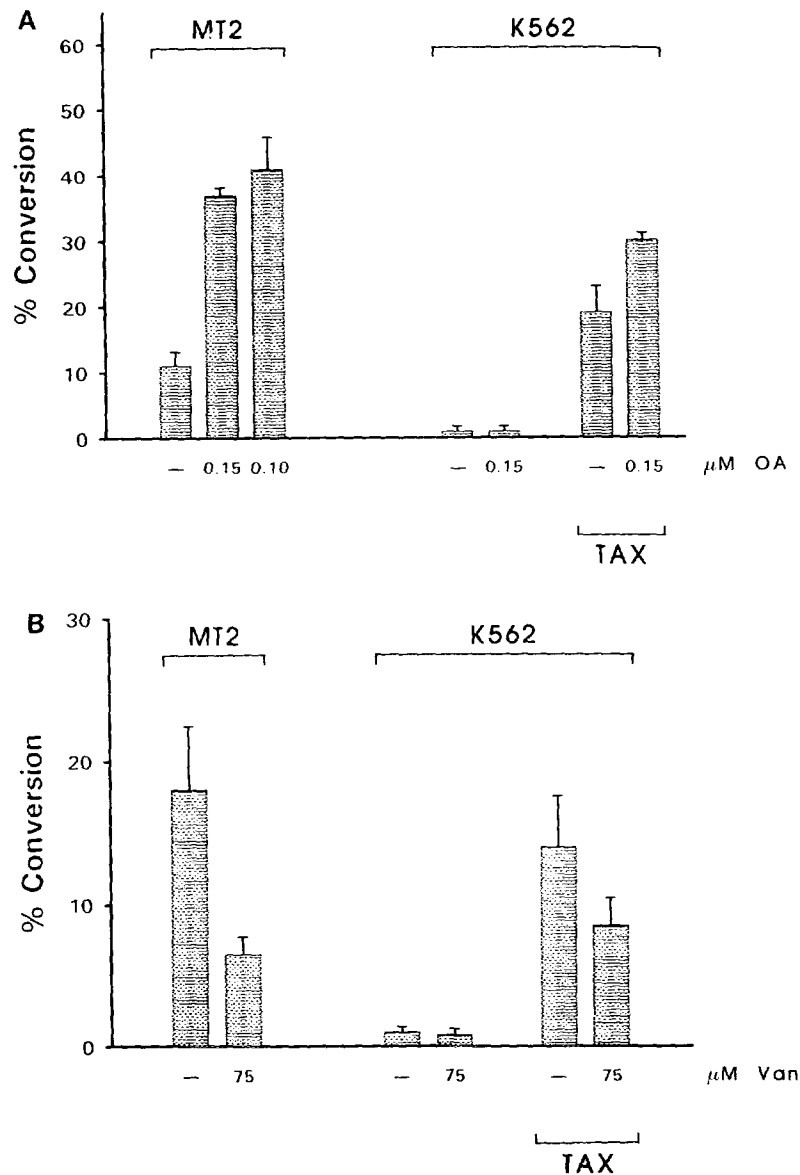 A
MT2
K562
60
50
40
30
20
10
0
% Conversion
— 0.15 0.10 — 0.15 — 0.15 μM OA
TAX
B
MT2
K562
30
20
10
0
% Conversion
— 75 — 75 — 75 μM Van
TAX